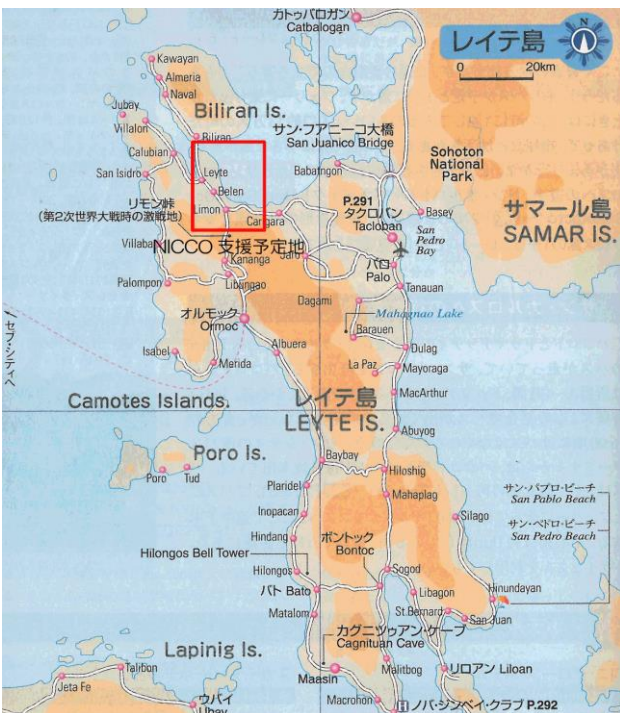 カトゥバロガン
Catbalogan
レイテ島
N
0 20km
Kawayan
Almeria
Naval
Biliran Is.
Jubay
Villalon
Biliran
サン・フアニーコ大橋
San Juanico Bridge
Calubian
San Isidro
Leyte
Belen
Limon
Babatngon
Sohoton
National
Park
リモン峠
(第2次世界大戦時の激戦地)
Carigara
P.291
タクロバン
Tacloban
Basey
San
Pedro
Bay
サマール島
SAMAR IS.
Villaba
NICCO 支援予定地
Kananga
Jaro
パロ
Palo
Palompon
Libungao
Tanauan
Dagami
オルモック
Ormoc
Mahagnao Lake
Barauen
セブ・シティへ
Isabel
Merida
Albuera
Dulag
La Paz
Mayorga
MacArthur
Camotes Islands.
レイテ島
LEYTE IS.
Abuyog
Poro Is.
Poro
Tud
Baybay
Hiloshig
Plaridel
Mahaplag
サン・パブロ・ビーチ
San Pablo Beach
Inopacan
Silago
サン・ペドロ・ビーチ
San Pedro Beach
Hindang
ボントック
Bontoc
Hilongos Bell Tower
Hilongos
Sogod
バト Bato
Libagon
Hinundayan
Matalom
St.Bernard
San Juan
カグニツゥアン・ケーブ
Cagnituan Cave
Lapinig Is.
Talibon
Jeta Fe
Maasin
Malitbog
リロアン Liloan
ウバイ
Ubay
Macrohon
H ノバ・ジンベイ・クラブ P.292